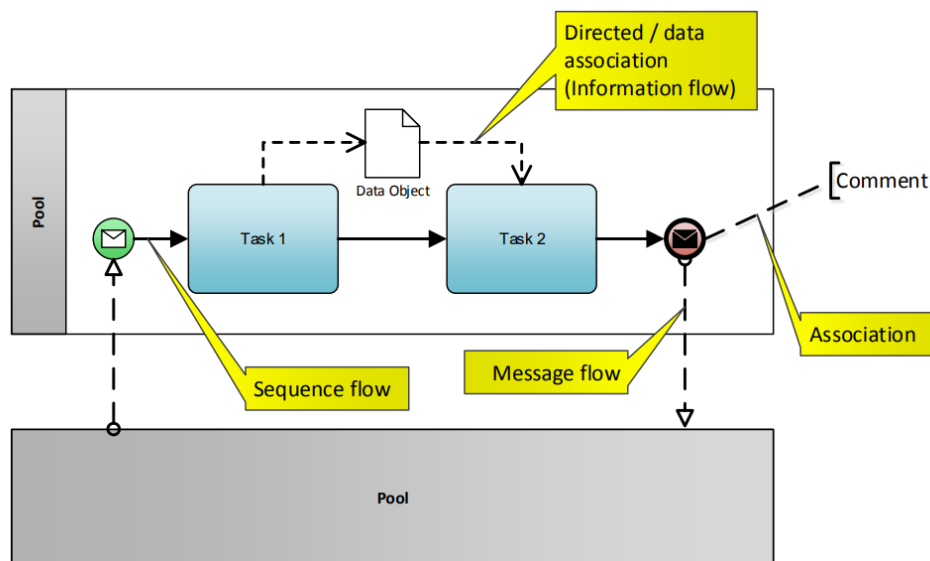 Directed / data
association
(Information flow)
Data Object
Comment
Pool
Task 1
Task 2
Association
Message flow
Sequence flow
Pool